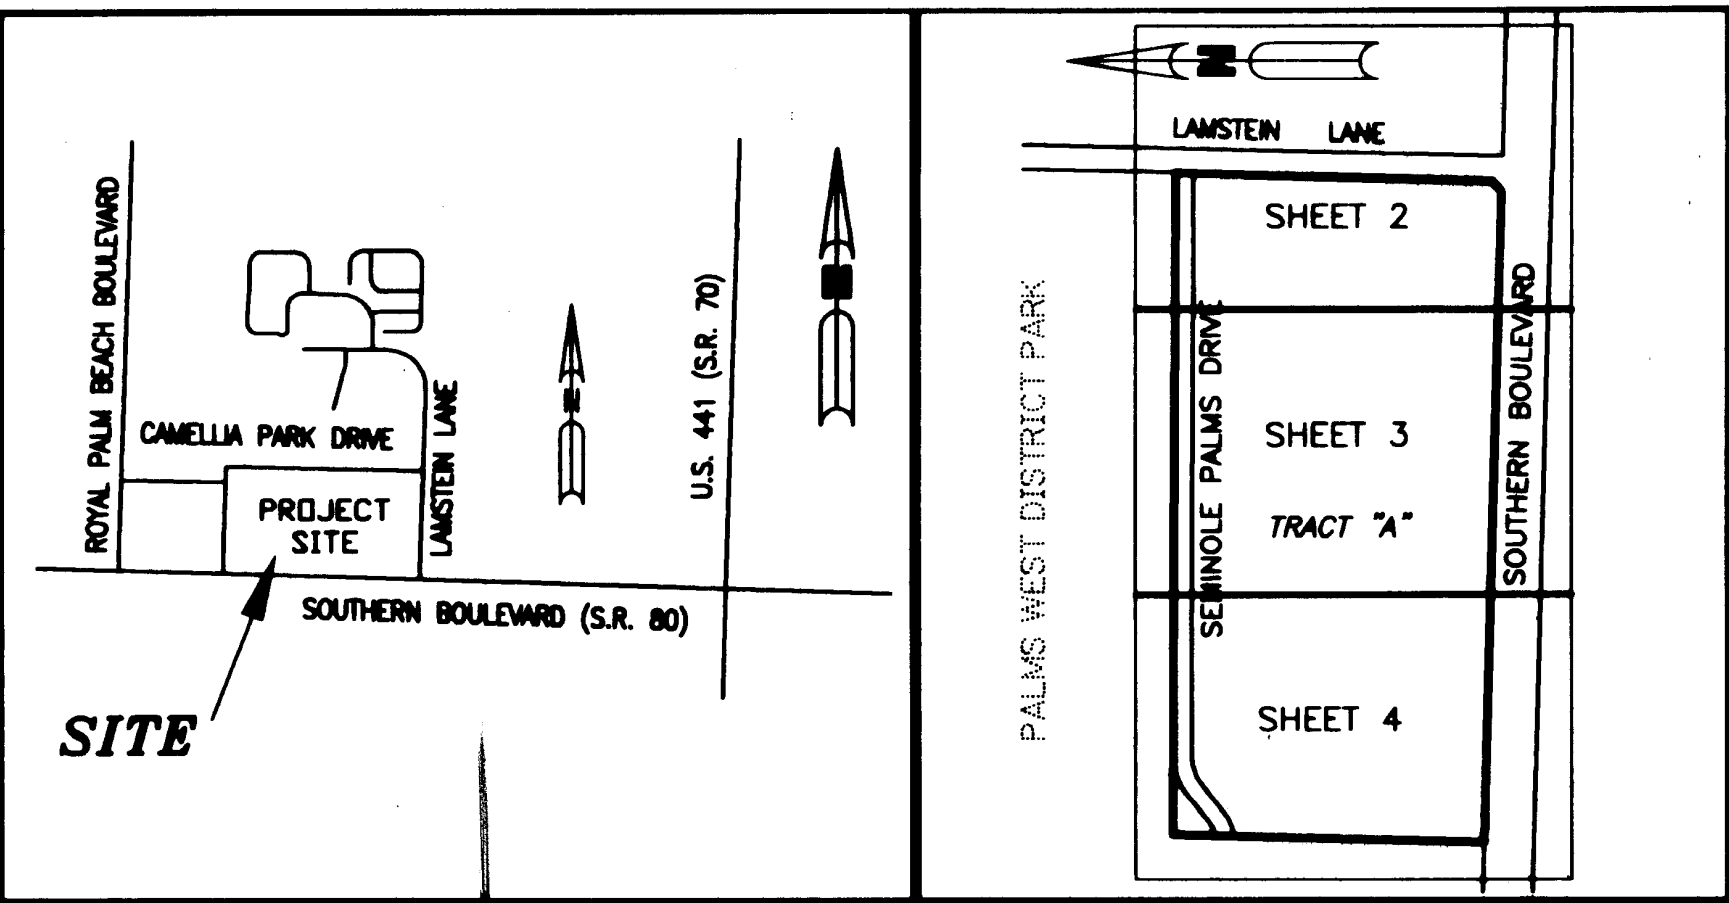 ROYAL PALM BEACH BOULEVARD
CAMELLIA PARK DRIVE
PROJECT
SITE
LAMSTEIN LANE
N
U.S. 441 (S.R. 70)
SOUTHERN BOULEVARD (S.R. 80)
SITE
N
LAMSTEIN LANE
SHEET 2
PALMS WEST DISTRICT PARK
SEMINOLE PALMS DRIVE
SHEET 3
TRACT "A"
SOUTHERN BOULEVARD
SHEET 4